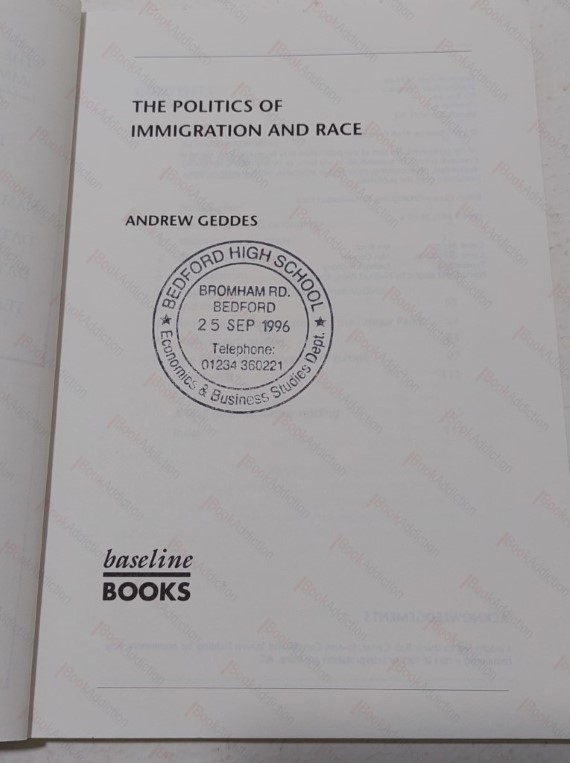 THE POLITICS OF
IMMIGRATION AND RACE
ANDREW GEDDES
BEDFORD HIGH SCHOOL
BROMHAM RD.
BEDFORD
25 SEP 1996
Telephone:
01234 360221
★ Economics & Business Studies Dept. ★
baseline
BOOKS
BookAddiction